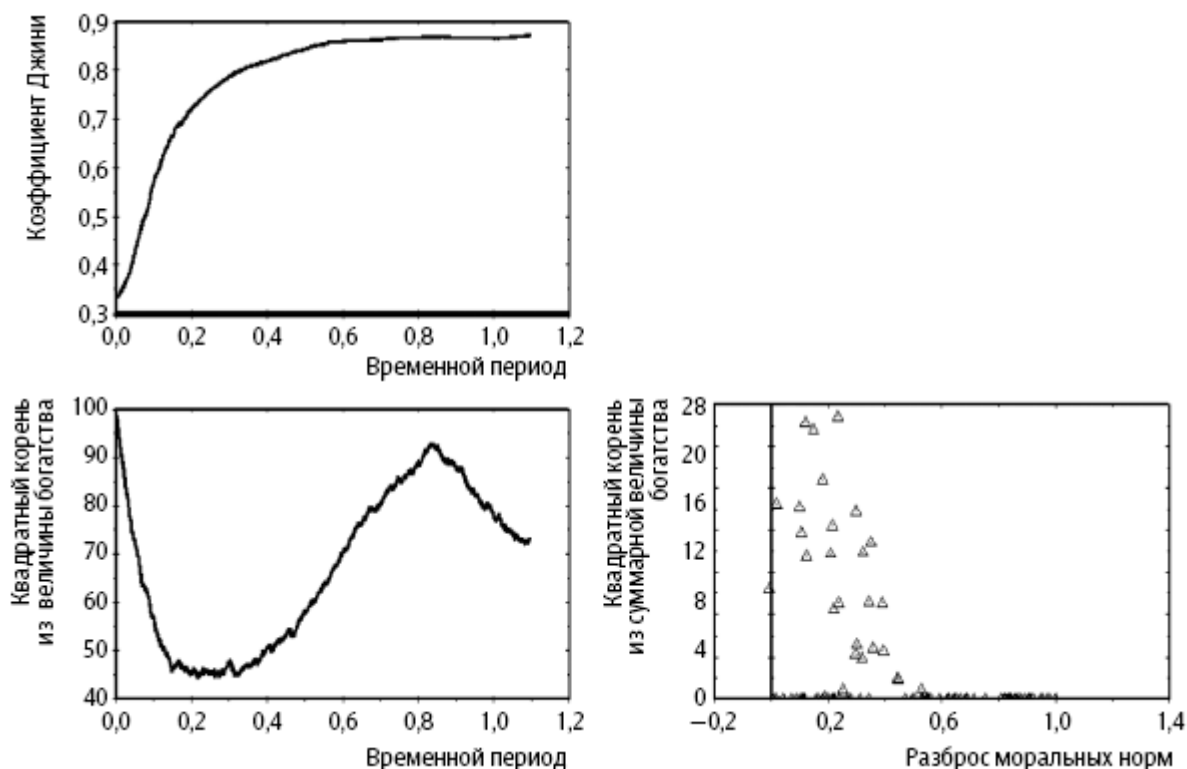 Коэффициент Джини
0,9
0,8
0,7
0,6
0,5
0,4
0,3
0,0 0,2 0,4 0,6 0,8 1,0 1,2
Временной период
Квадратный корень
из величины богатства
100
90
80
70
60
50
40
0,0 0,2 0,4 0,6 0,8 1,0 1,2
Временной период
Квадратный корень
из суммарной величины
богатства
28
20
16
12
8
4
0
−0,2 0,2 0,6 1,0 1,4
Разброс моральных норм